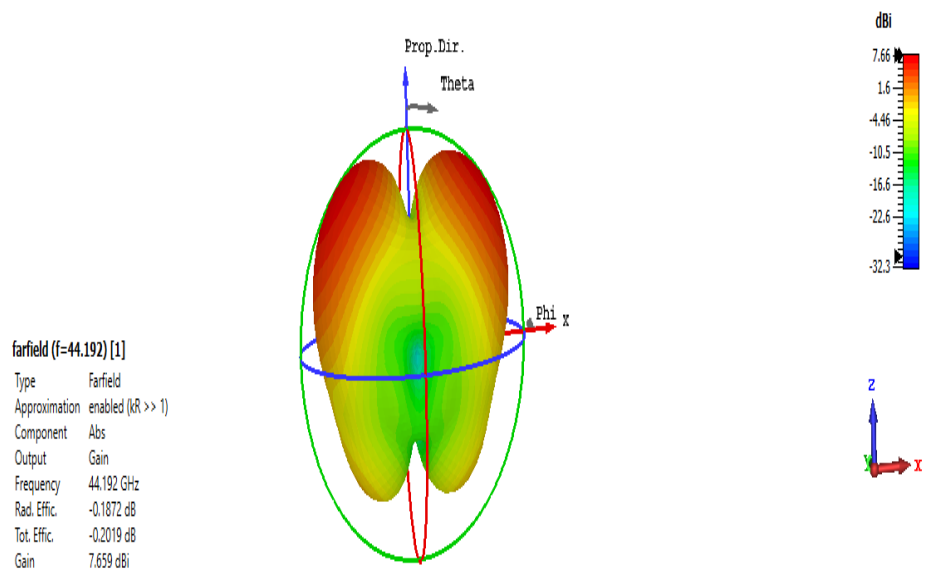 dBi
7.66
1.6
-4.46
-10.5
-16.6
-22.6
-32.3
Prop.Dir.
Theta
Phi x
farfield (f=44.192) [1]
Type Farfield
Approximation enabled (kR >> 1)
Component Abs
Output Gain
Frequency 44.192 GHz
Rad. Effic. -0.1872 dB
Tot. Effic. -0.2019 dB
Gain 7.659 dBi
z
y x